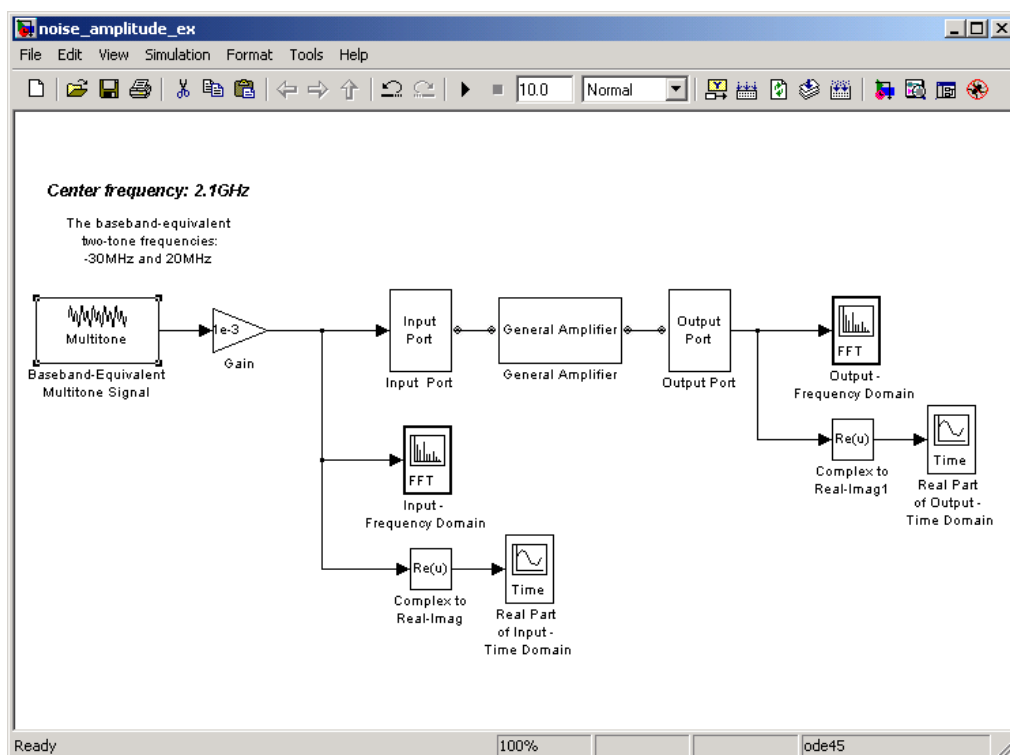 noise_amplitude_ex
File Edit View Simulation Format Tools Help
10.0 Normal
Center frequency: 2.1GHz
The baseband-equivalent
two-tone frequencies:
-30MHz and 20MHz
Multitone
Baseband-Equivalent
Multitone Signal
1e-3
Gain
Input
Port
Input Port
General Amplifier
General Amplifier
Output
Port
Output Port
FFT
Output -
Frequency Domain
Re(u)
Complex to
Real-Imag1
Time
Real Part
of Output -
Time Domain
FFT
Input -
Frequency Domain
Re(u)
Complex to
Real-Imag
Time
Real Part
of Input -
Time Domain
Ready 100% ode45